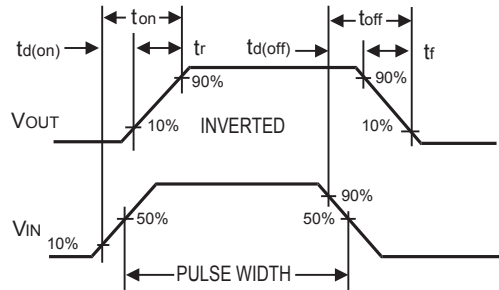 ton toff
td(on) tr td(off) tf
90% 90%
VOUT 10% INVERTED 10%
90%
VIN 50% 50%
10%
PULSE WIDTH